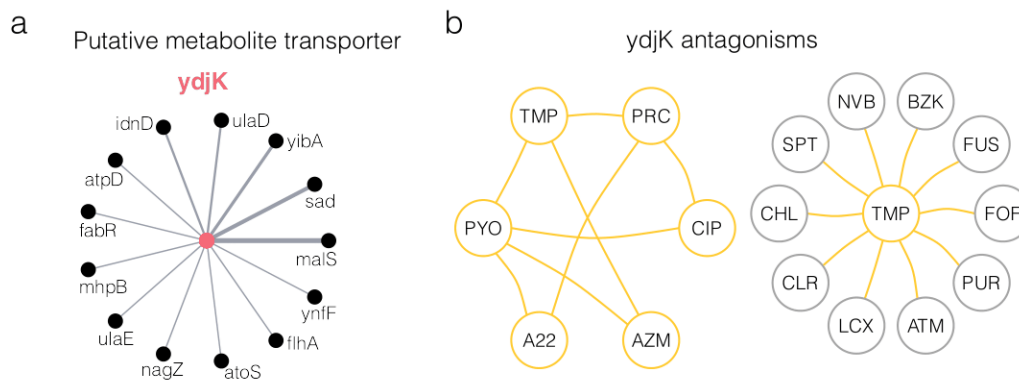 a
Putative metabolite transporter
ydjK
idnD
ulaD
yibA
atpD
sad
fabR
malS
mhpB
ynfF
ulaE
flhA
nagZ
atoS
b
ydjK antagonisms
TMP
PRC
PYO
CIP
A22
AZM
NVB
BZK
SPT
FUS
CHL
TMP
FOF
CLR
PUR
LCX
ATM